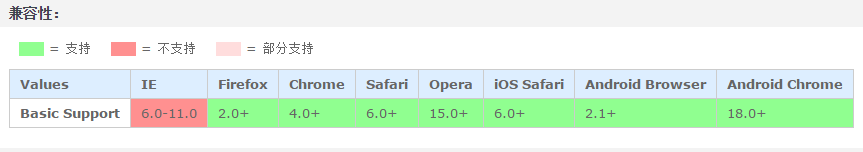 兼容性：
= 支持 = 不支持 = 部分支持
Values IE Firefox Chrome Safari Opera iOS Safari Android Browser Android Chrome
Basic Support 6.0-11.0 2.0+ 4.0+ 6.0+ 15.0+ 6.0+ 2.1+ 18.0+